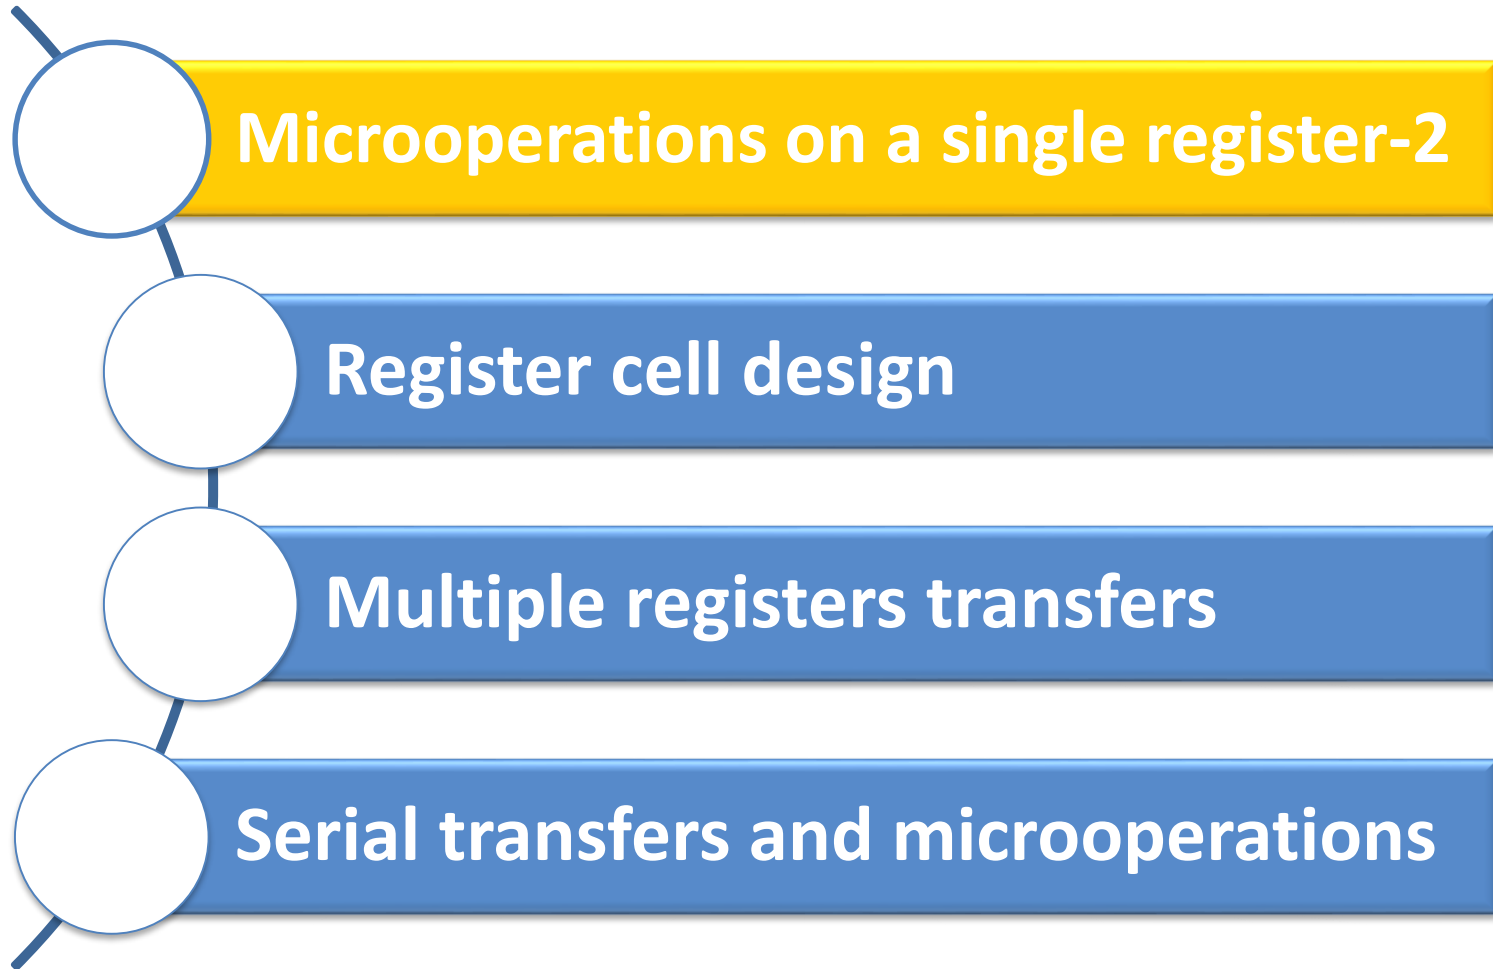 Microoperations on a single register-2
Register cell design
Multiple registers transfers
Serial transfers and microoperations